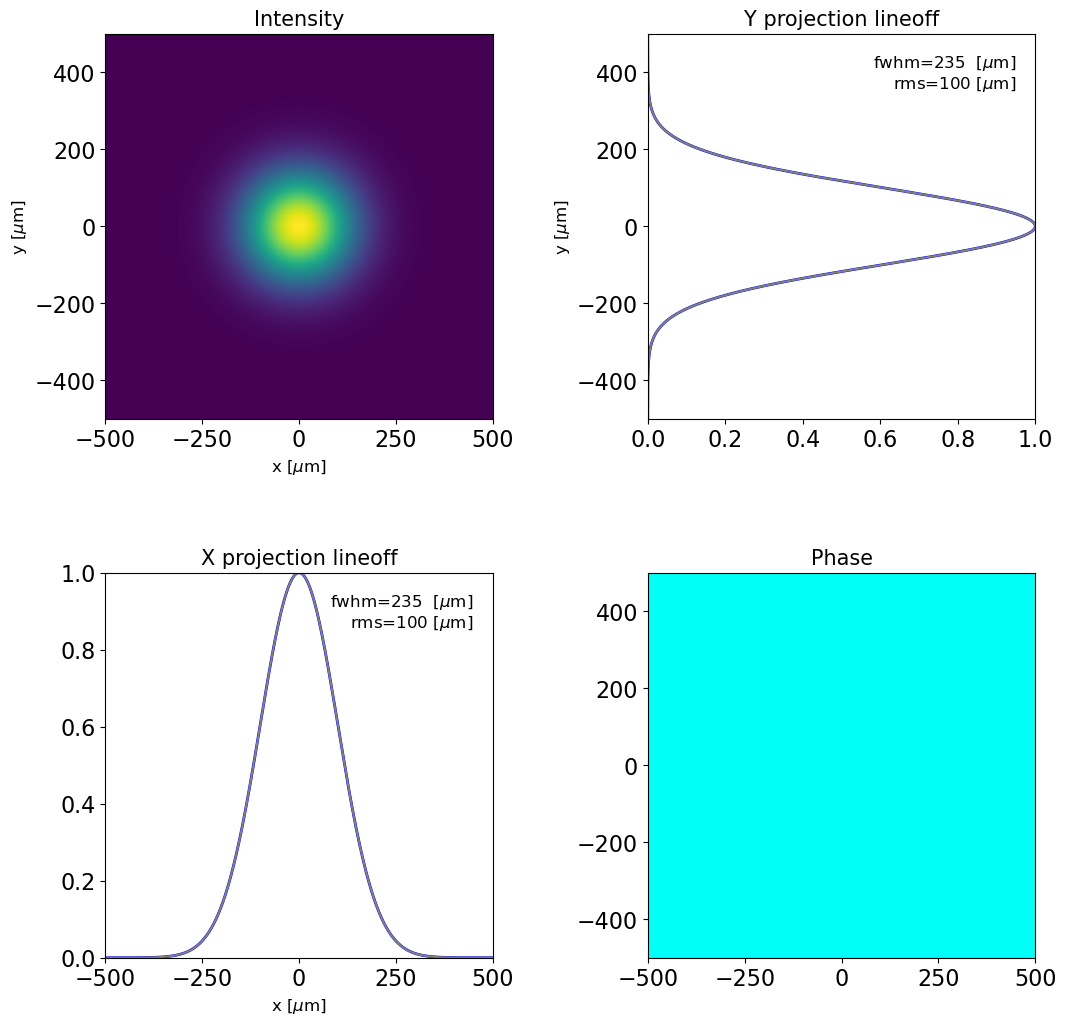 Intensity
400
200
0
−200
−400
y [μm]
−500 −250 0 250 500
x [μm]
Y projection lineoff
fwhm=235 [μm]
rms=100 [μm]
400
200
0
−200
−400
y [μm]
0.0 0.2 0.4 0.6 0.8 1.0
X projection lineoff
fwhm=235 [μm]
rms=100 [μm]
1.0
0.8
0.6
0.4
0.2
0.0
−500 −250 0 250 500
x [μm]
Phase
400
200
0
−200
−400
−500 −250 0 250 500